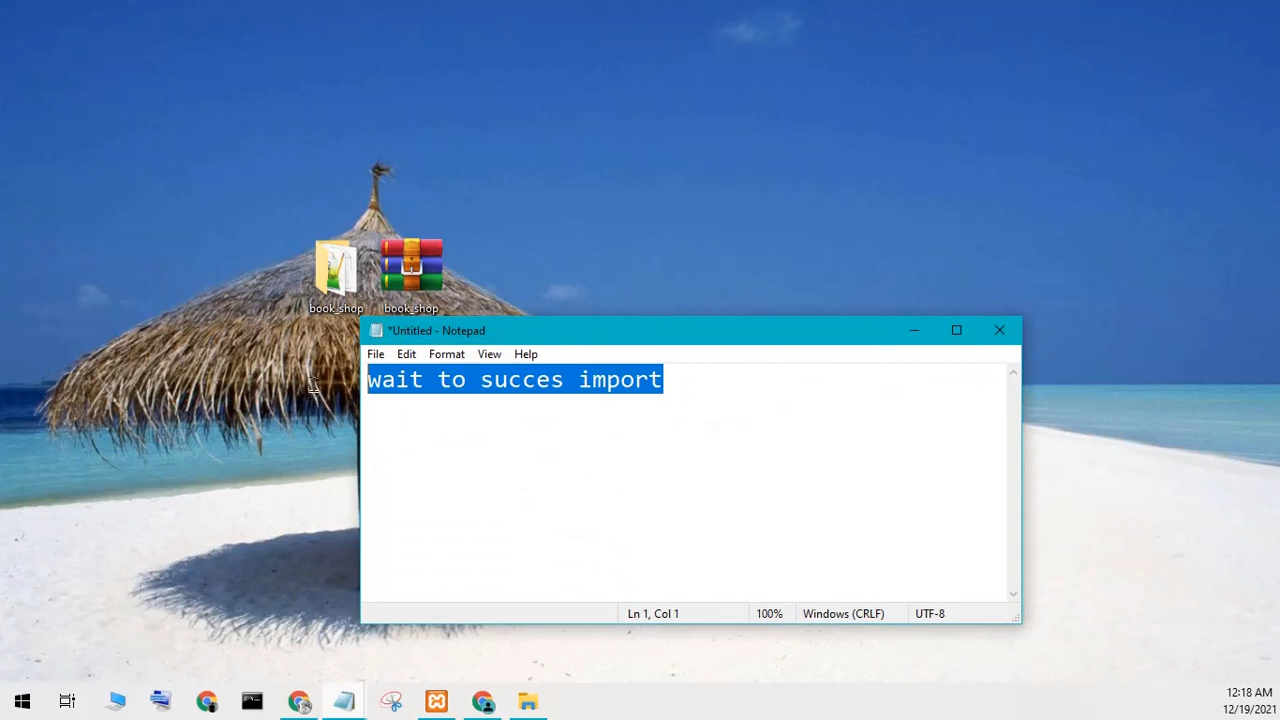 book_shop
book_shop
*Untitled - Notepad
File Edit Format View Help
wait to succes import
Ln 1, Col 1
100%
Windows (CRLF)
UTF-8
12:18 AM
12/19/2021